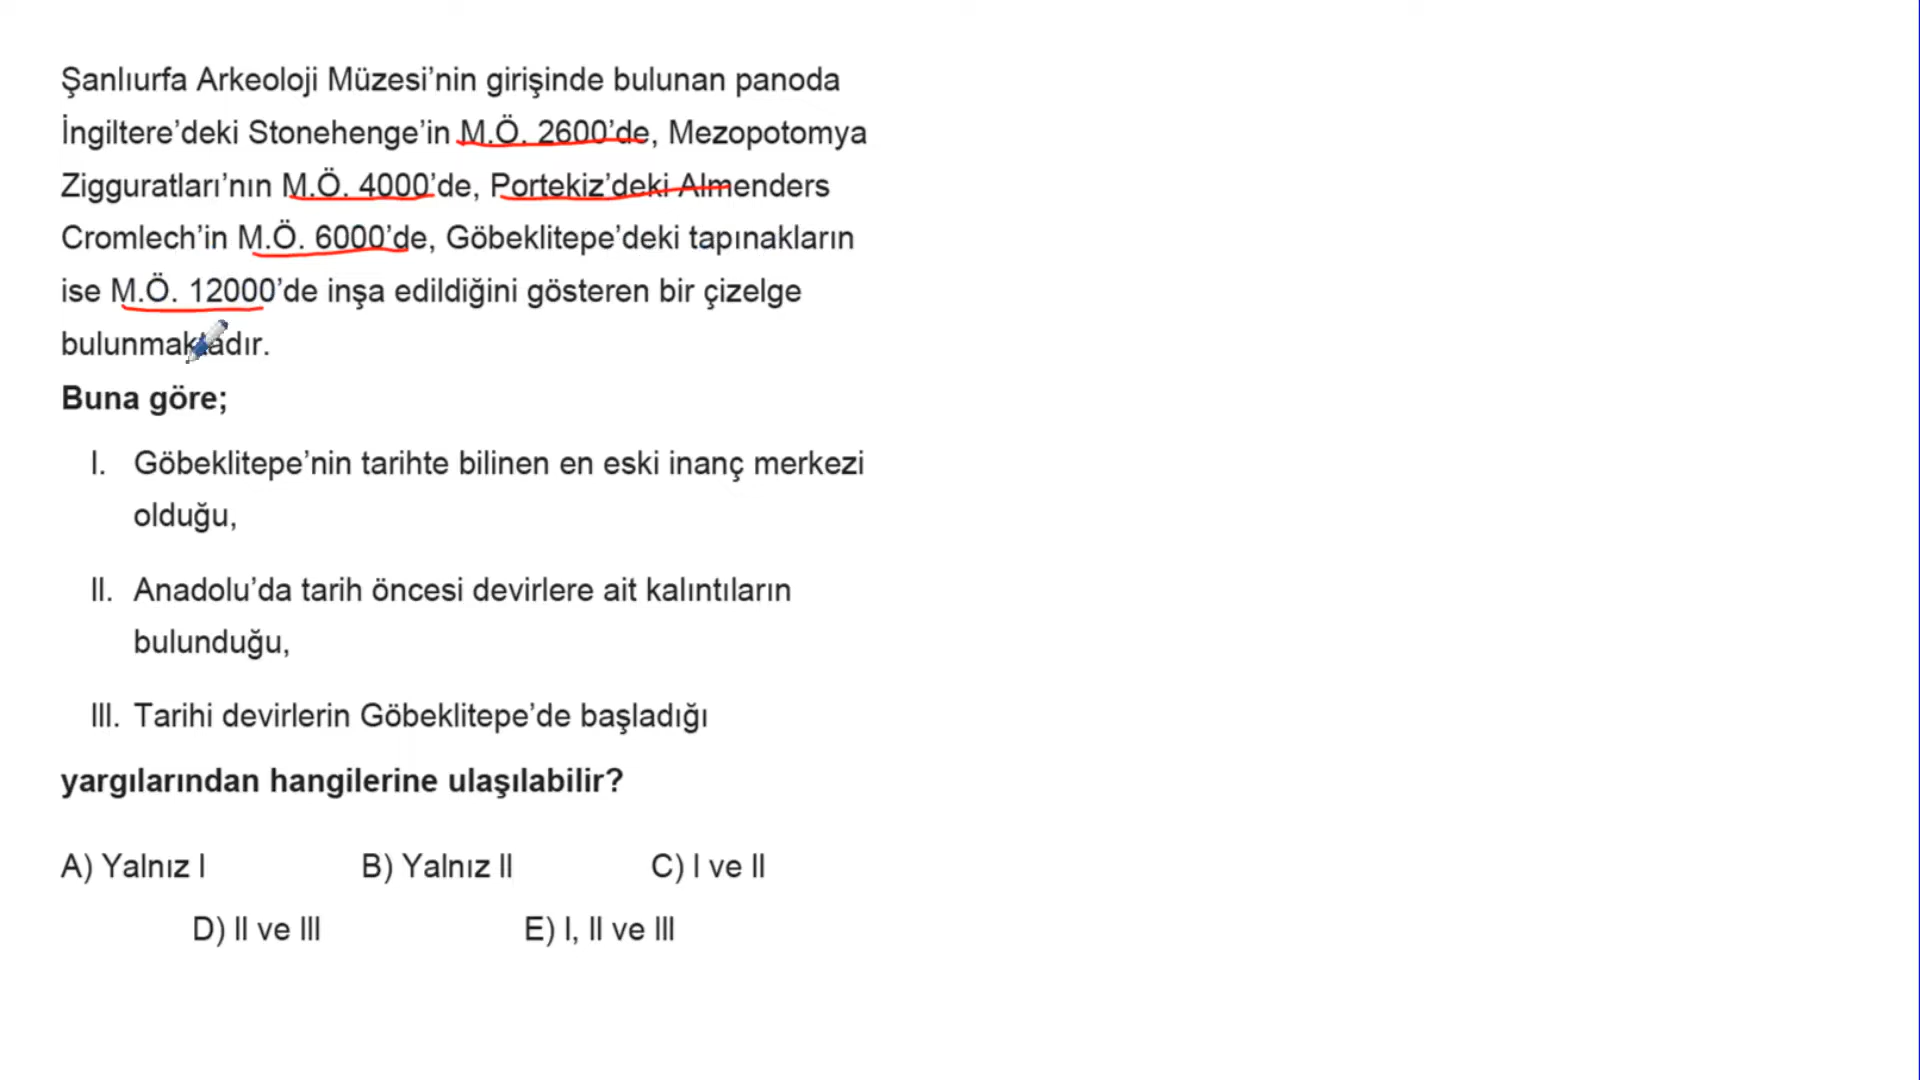 Şanlıurfa Arkeoloji Müzesi’nin girişinde bulunan panoda
İngiltere’deki Stonehenge’in M.Ö. 2600’de, Mezopotomya
Zigguratları’nın M.Ö. 4000’de, Portekiz’deki Almenders
Cromlech’in M.Ö. 6000’de, Göbeklitepe’deki tapınakların
ise M.Ö. 12000’de inşa edildiğini gösteren bir çizelge
bulunmaktadır.
Buna göre;
I. Göbeklitepe’nin tarihte bilinen en eski inanç merkezi
olduğu,
II. Anadolu’da tarih öncesi devirlere ait kalıntıların
bulunduğu,
III. Tarihi devirlerin Göbeklitepe’de başladığı
yargılarından hangilerine ulaşılabilir?
A) Yalnız I B) Yalnız II C) I ve II
D) II ve III E) I, II ve III